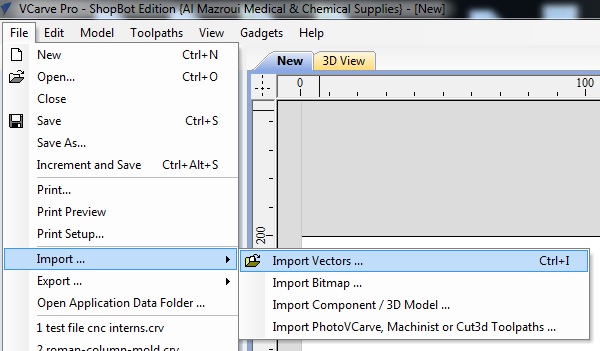 VCarve Pro - ShopBot Edition {Al Mazroui Medical & Chemical Supplies} - [New]
File Edit Model Toolpaths View Gadgets Help
New Ctrl+N
Open... Ctrl+O
Close
Save Ctrl+S
Save As...
Increment and Save Ctrl+Alt+S
Print...
Print Preview
Print Setup...
Import ...
Export ...
Open Application Data Folder ...
1 test file cnc interns.crv
2 roman-column-mold.crv
New 3D View
0 100
200
Import Vectors ... Ctrl+I
Import Bitmap ...
Import Component / 3D Model ...
Import PhotoVCarve, Machinist or Cut3d Toolpaths ...